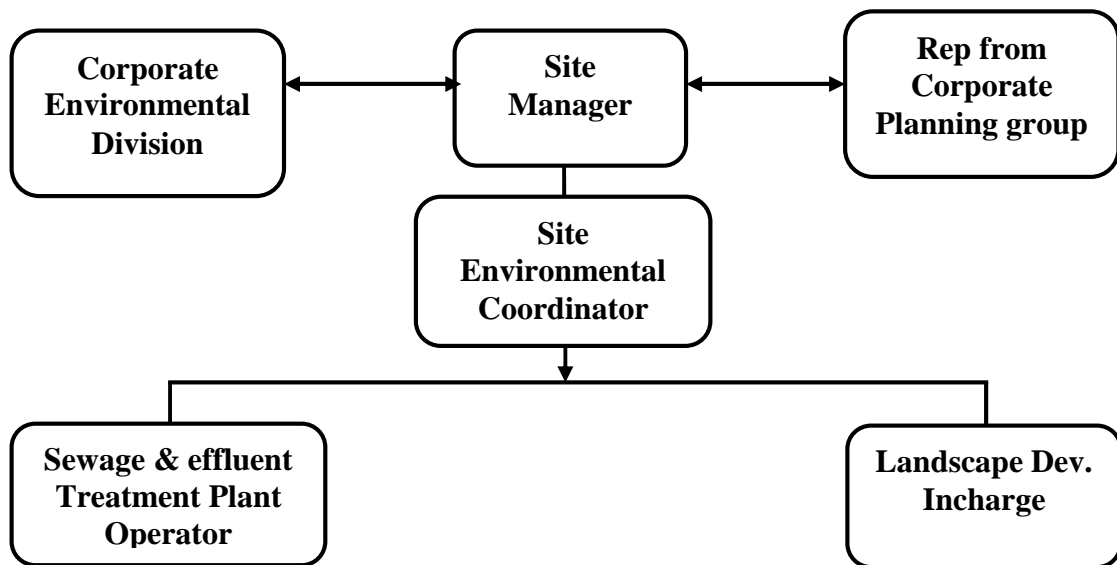 Corporate
Environmental
Division
Site
Manager
Rep from
Corporate
Planning group
Site
Environmental
Coordinator
Sewage & effluent
Treatment Plant
Operator
Landscape Dev.
Incharge